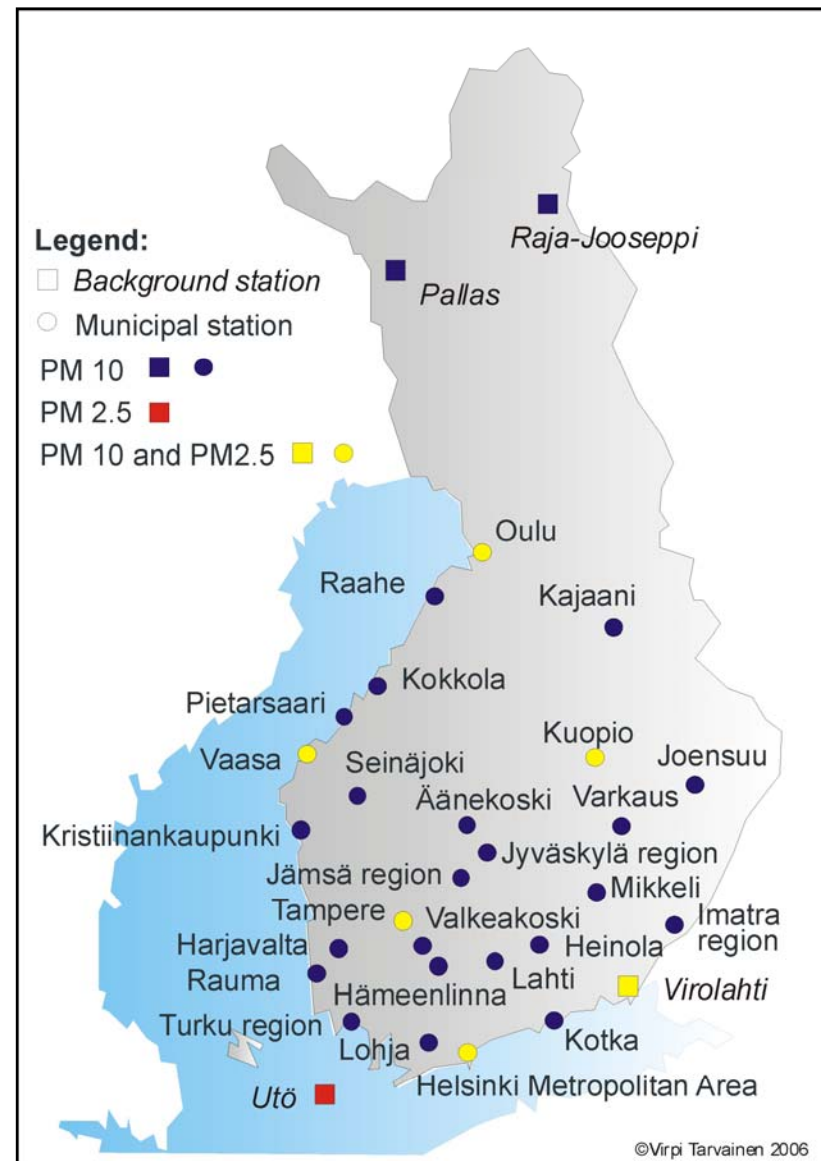 Raja-Jooseppi
Legend:
Background station
Pallas
Municipal station
PM 10
PM 2.5
PM 10 and PM2.5
Oulu
Raahe
Kajaani
Kokkola
Pietarsaari
Vaasa
Kuopio
Seinäjoki
Joensuu
Äänekoski
Varkaus
Kristiinankaupunki
Jyväskylä region
Jämsä region
Mikkeli
Tampere
Valkeakoski
Imatra
region
Harjavalta
Heinola
Rauma
Lahti
Virolahti
Hämeenlinna
Turku region
Lohja
Kotka
Helsinki Metropolitan Area
Utö
©Virpi Tarvainen 2006